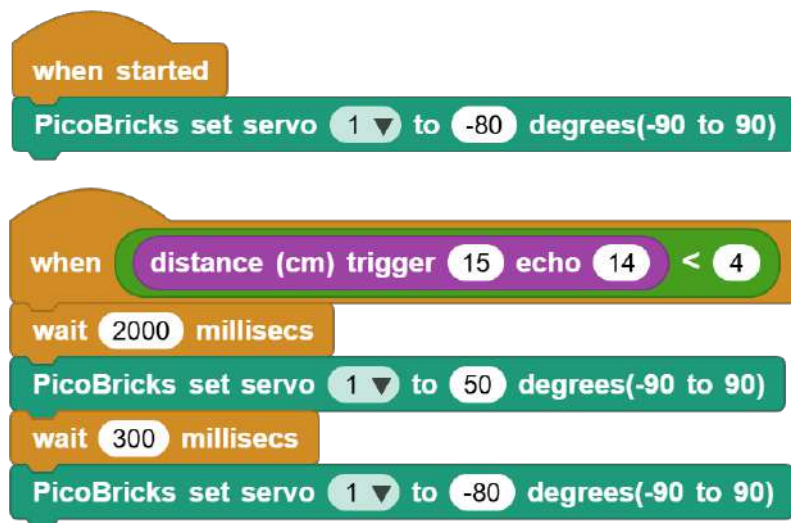 when started
PicoBricks set servo 1 to -80 degrees(-90 to 90)
when distance (cm) trigger 15 echo 14 < 4
wait 2000 millisecs
PicoBricks set servo 1 to 50 degrees(-90 to 90)
wait 300 millisecs
PicoBricks set servo 1 to -80 degrees(-90 to 90)